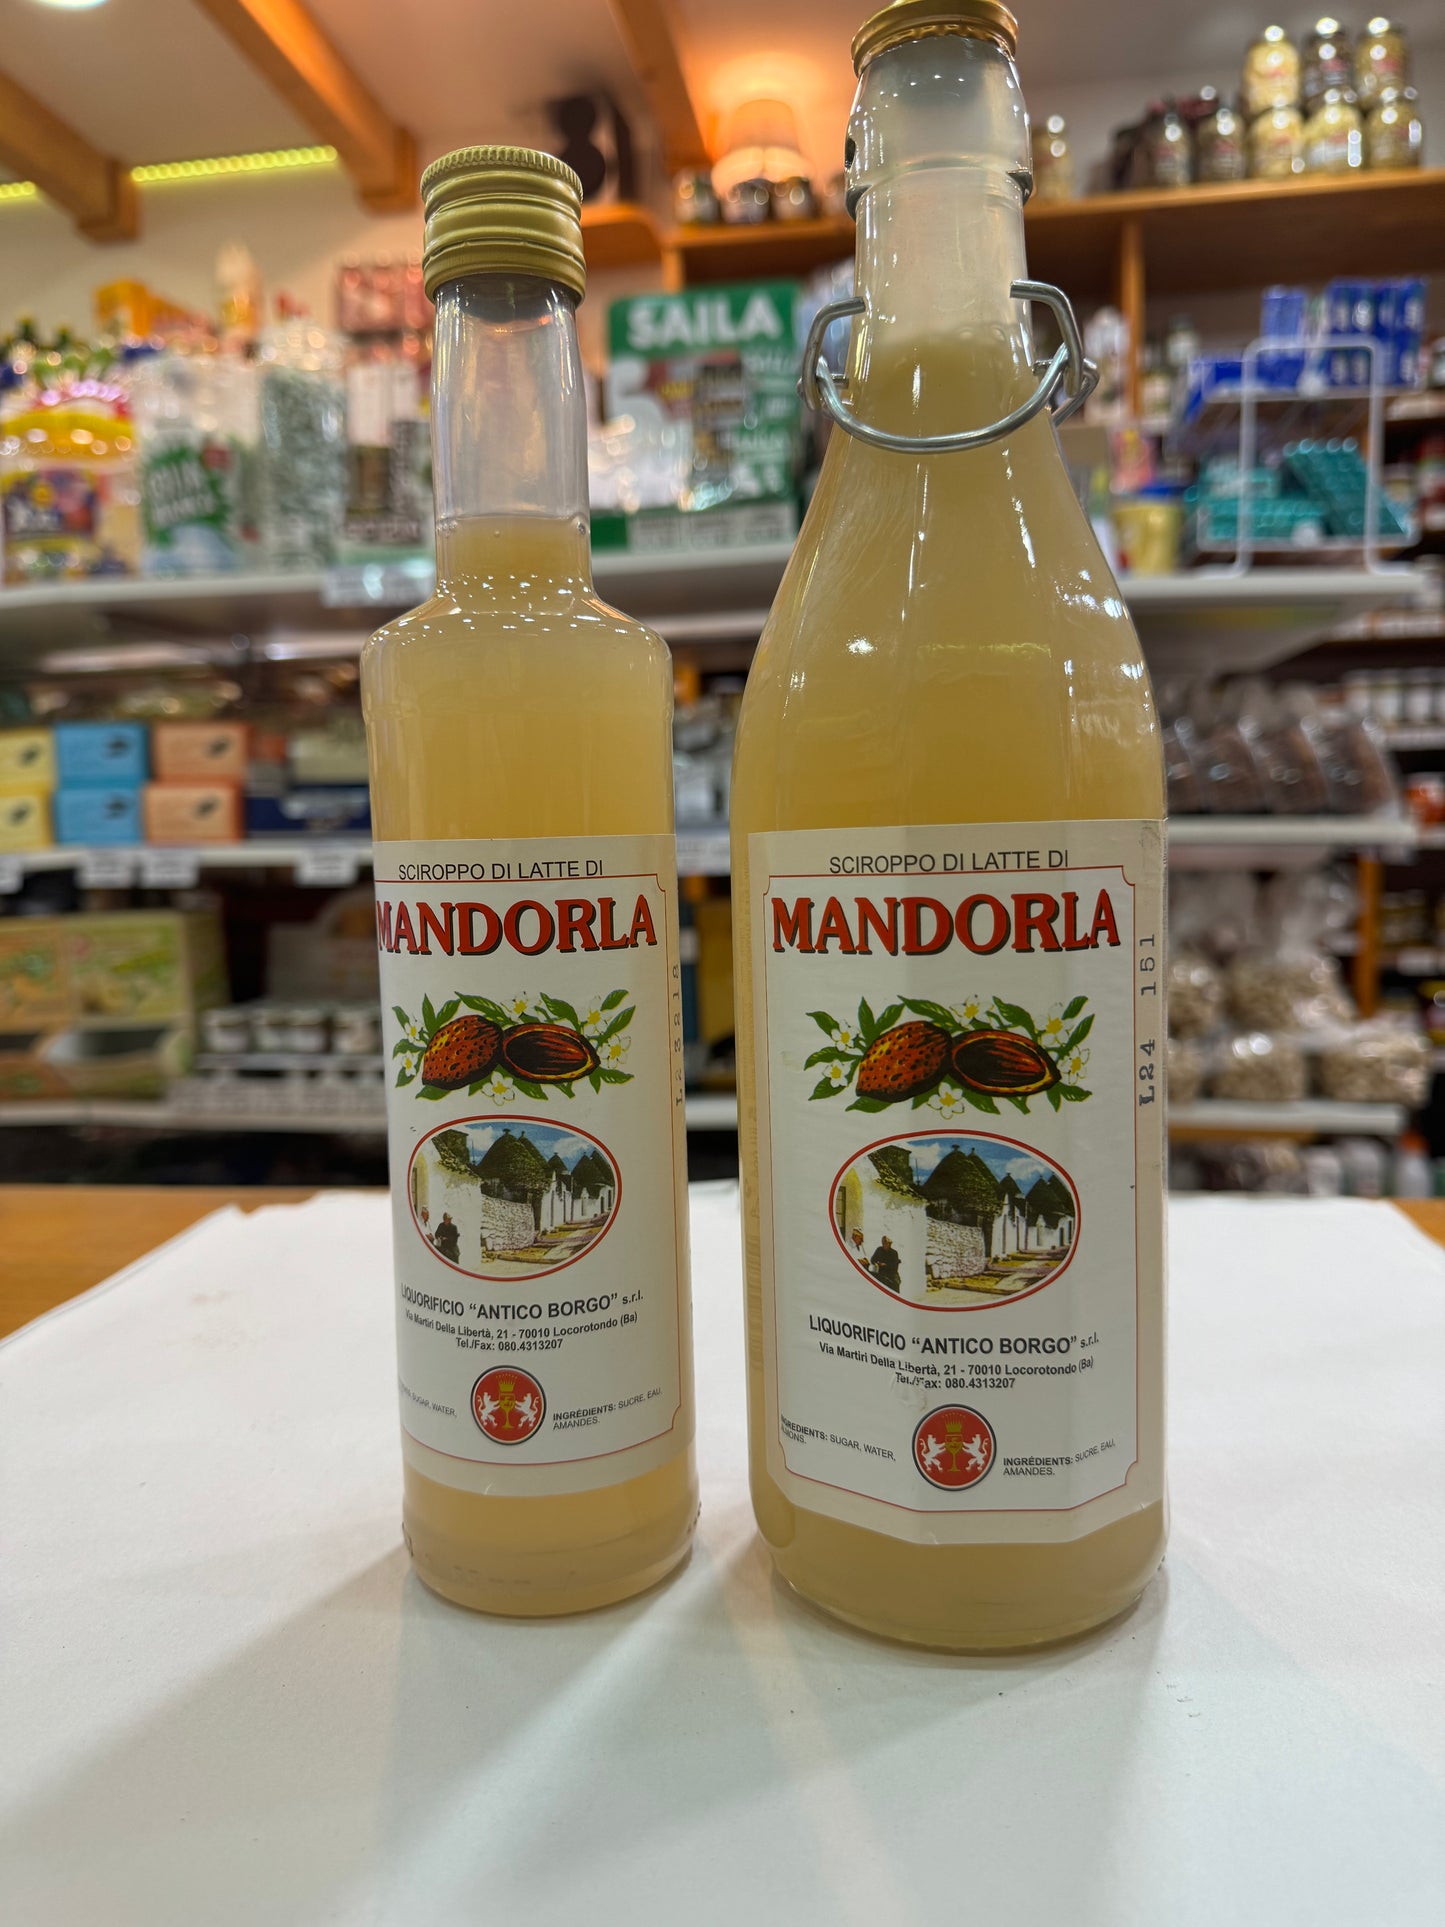 SAILA
SCIROPPO DI LATTE DI
MANDORLA
LIQUORIFICIO “ANTICO BORGO” s.r.l.
Via Martiri Della Libertà, 21 - 70010 Locorotondo (Ba)
Tel./Fax: 080.4313207
SUGAR, WATER,
INGRÉDIENTS: SUCRE, EAU,
AMANDES.
SCIROPPO DI LATTE DI
MANDORLA
L24 151
LIQUORIFICIO “ANTICO BORGO” s.r.l.
Via Martiri Della Libertà, 21 - 70010 Locorotondo (Ba)
Tel./Fax: 080.4313207
INGREDIENTS: SUGAR, WATER,
ALMONS.
INGRÉDIENTS: SUCRE, EAU,
AMANDES.